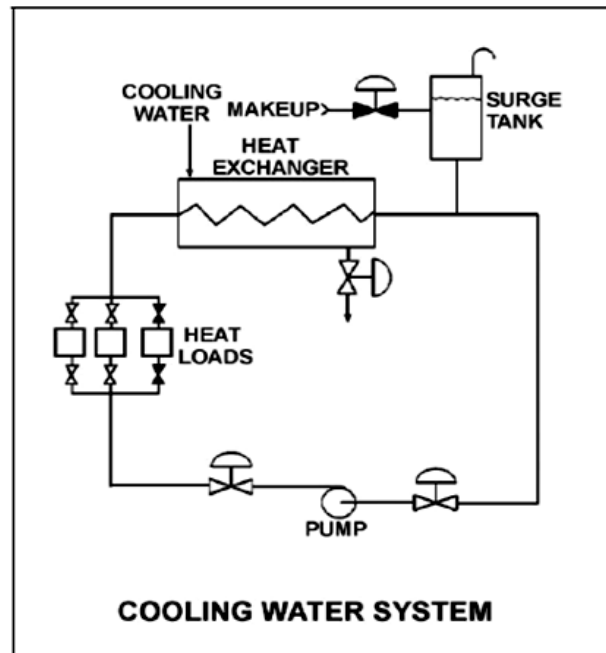 COOLING
WATER
MAKEUP
SURGE
TANK
HEAT
EXCHANGER
HEAT
LOADS
PUMP
COOLING WATER SYSTEM